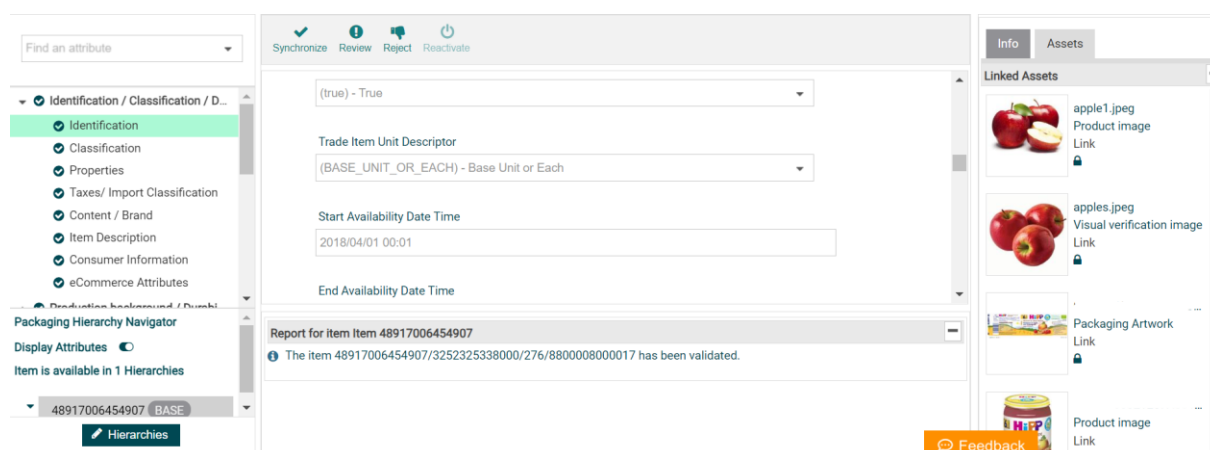 Find an attribute
Identification / Classification / D...
Identification
Classification
Properties
Taxes/ Import Classification
Content / Brand
Item Description
Consumer Information
eCommerce Attributes
Production background / Durabi
Packaging Hierarchy Navigator
Display Attributes
Item is available in 1 Hierarchies
48917006454907 BASE
Hierarchies
Synchronize Review Reject Reactivate
(true) - True
Trade Item Unit Descriptor
(BASE_UNIT_OR_EACH) - Base Unit or Each
Start Availability Date Time
2018/04/01 00:01
End Availability Date Time
Report for item Item 48917006454907
The item 48917006454907/3252325338000/276/8800008000017 has been validated.
Info Assets
Linked Assets
apple1.jpeg
Product image
Link
apples.jpeg
Visual verification image
Link
HiPP
Packaging Artwork
Link
HiPP
Product image
Link
Feedback